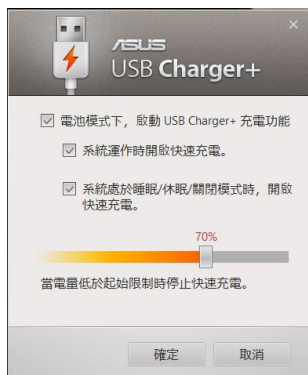 ASUS
USB Charger+
電池模式下，啟動 USB Charger+ 充電功能
系統運作時開啟快速充電。
系統處於睡眠/休眠/關閉模式時，開啟
快速充電。
70%
當電量低於起始限制時停止快速充電。
確定
取消